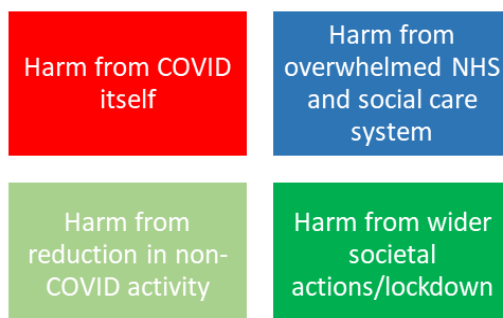 Harm from COVID
itself
Harm from
overwhelmed NHS
and social care
system
Harm from
reduction in non-
COVID activity
Harm from wider
societal
actions/lockdown